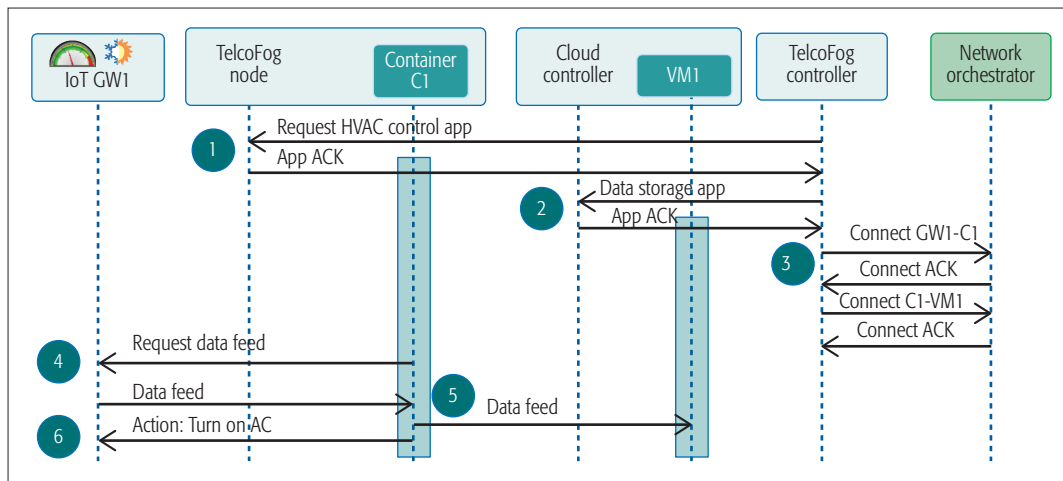 IoT GW1
TelcoFog
node
Container
C1
Cloud
controller
VM1
TelcoFog
controller
Network
orchestrator
Request HVAC control app
1
App ACK
Data storage app
2
App ACK
Connect GW1-C1
3
Connect ACK
Connect C1-VM1
Connect ACK
Request data feed
4
Data feed
5
Data feed
Action: Turn on AC
6